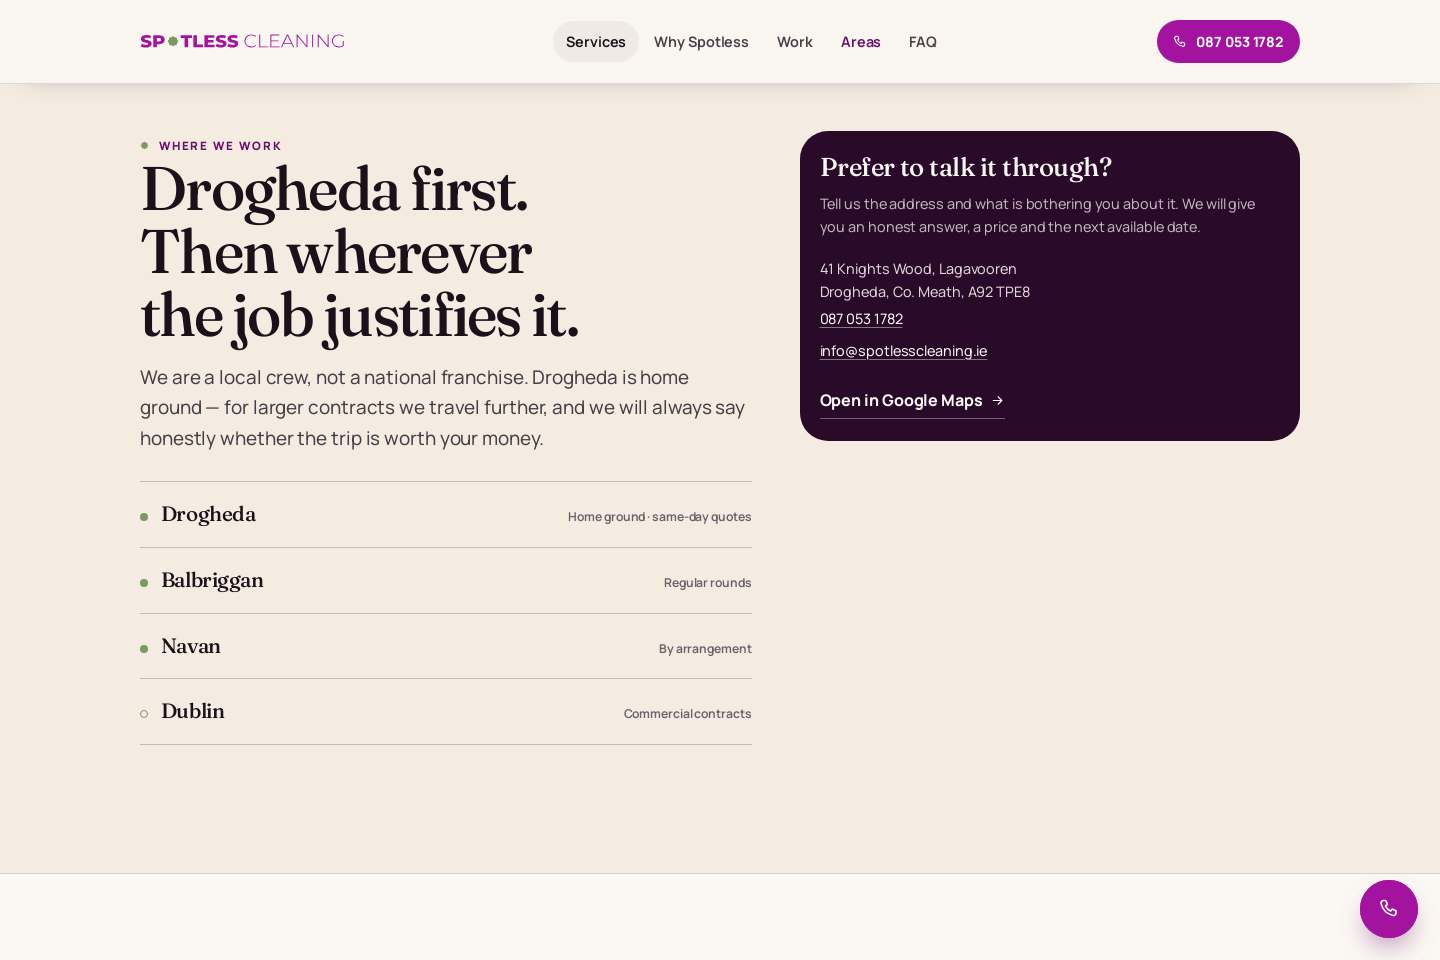 SPOTLESS CLEANING
Services
Why Spotless
Work
Areas
FAQ
087 053 1782
WHERE WE WORK
Drogheda first.
Then wherever
the job justifies it.
We are a local crew, not a national franchise. Drogheda is home
ground — for larger contracts we travel further, and we will always say
honestly whether the trip is worth your money.
Drogheda
Home ground · same-day quotes
Balbriggan
Regular rounds
Navan
By arrangement
Dublin
Commercial contracts
Prefer to talk it through?
Tell us the address and what is bothering you about it. We will give
you an honest answer, a price and the next available date.
41 Knights Wood, Lagavooren
Drogheda, Co. Meath, A92 TPE8
087 053 1782
info@spotlesscleaning.ie
Open in Google Maps →